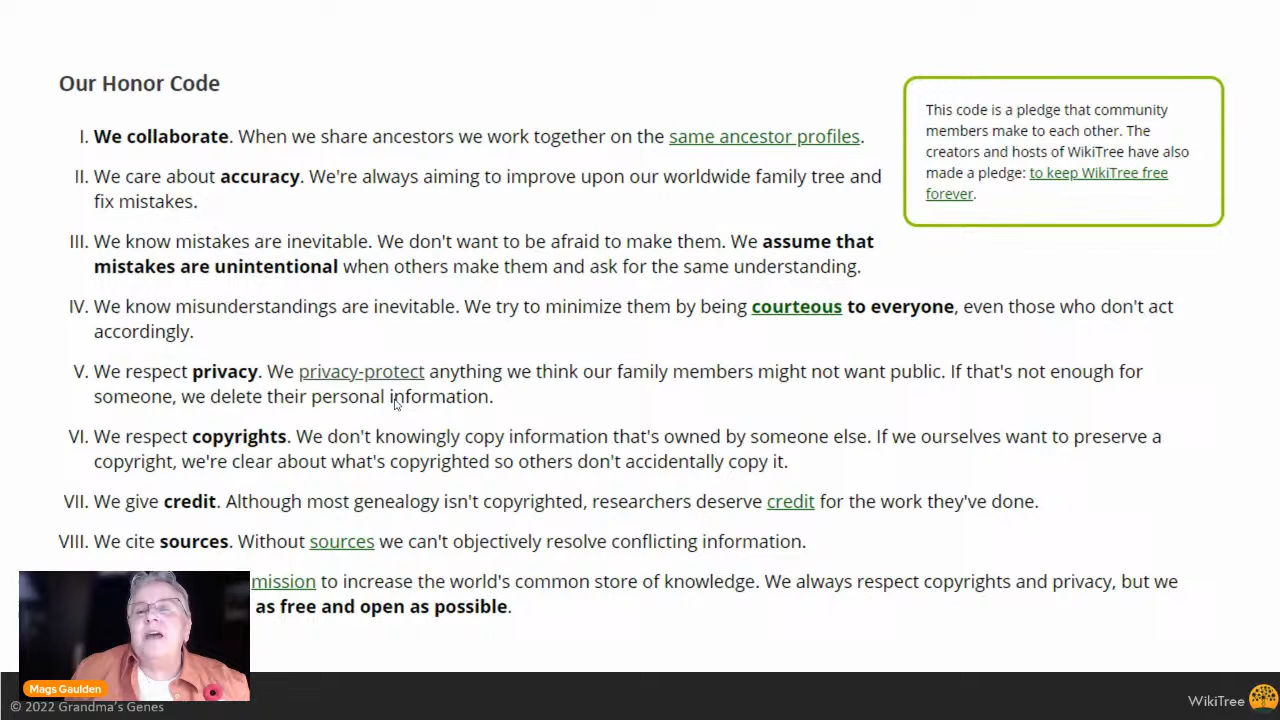 Our Honor Code
I. We collaborate. When we share ancestors we work together on the same ancestor profiles.
II. We care about accuracy. We're always aiming to improve upon our worldwide family tree and
fix mistakes.
III. We know mistakes are inevitable. We don't want to be afraid to make them. We assume that
mistakes are unintentional when others make them and ask for the same understanding.
IV. We know misunderstandings are inevitable. We try to minimize them by being courteous to everyone, even those who don't act
accordingly.
V. We respect privacy. We privacy-protect anything we think our family members might not want public. If that's not enough for
someone, we delete their personal information.
VI. We respect copyrights. We don't knowingly copy information that's owned by someone else. If we ourselves want to preserve a
copyright, we're clear about what's copyrighted so others don't accidentally copy it.
VII. We give credit. Although most genealogy isn't copyrighted, researchers deserve credit for the work they've done.
VIII. We cite sources. Without sources we can't objectively resolve conflicting information.
mission to increase the world's common store of knowledge. We always respect copyrights and privacy, but we
as free and open as possible.
This code is a pledge that community
members make to each other. The
creators and hosts of WikiTree have also
made a pledge: to keep WikiTree free
forever.
Mags Gaulden
© 2022 Grandma's Genes
WikiTree